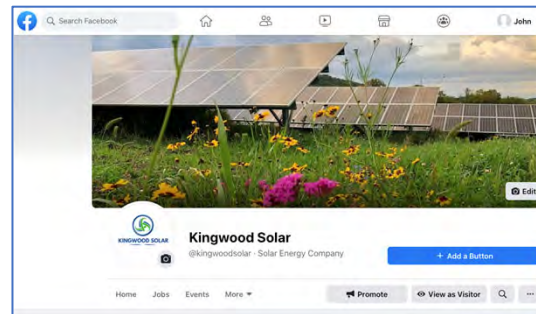 Search Facebook
John
Edit
KINGWOOD SOLAR
Kingwood Solar
@kingwoodsolar · Solar Energy Company
+ Add a Button
Home Jobs Events More
Promote View as Visitor